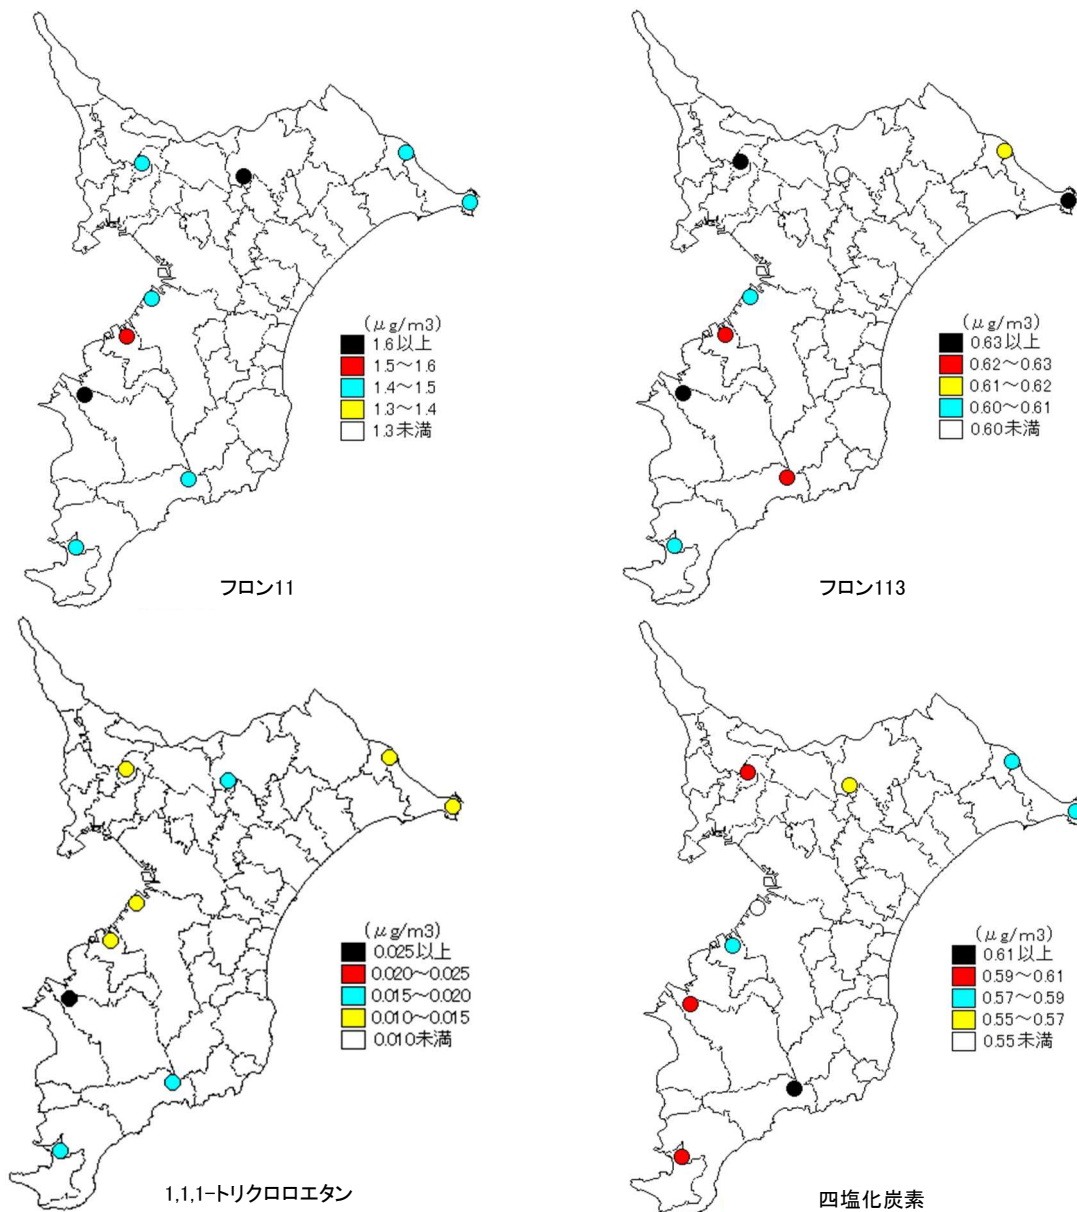 (μg/m3)
1.6以上
1.5～1.6
1.4～1.5
1.3～1.4
1.3未満
フロン11
(μg/m3)
0.63以上
0.62～0.63
0.61～0.62
0.60～0.61
0.60未満
フロン113
(μg/m3)
0.025以上
0.020～0.025
0.015～0.020
0.010～0.015
0.010未満
1,1,1-トリクロロエタン
(μg/m3)
0.61以上
0.59～0.61
0.57～0.59
0.55～0.57
0.55未満
四塩化炭素